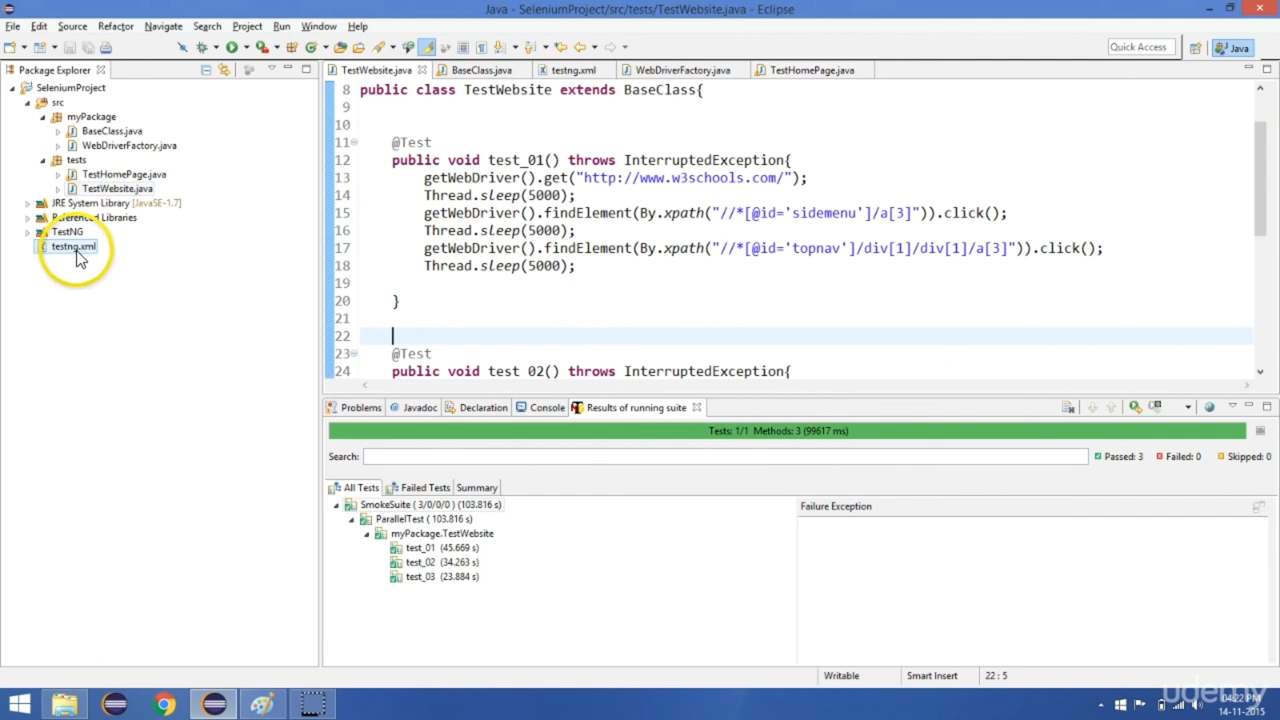 Java - SeleniumProject/src/tests/TestWebsite.java - Eclipse
File Edit Source Refactor Navigate Search Project Run Window Help
Quick Access
Java
Package Explorer
TestWebsite.java BaseClass.java testng.xml WebDriverFactory.java TestHomePage.java
SeleniumProject
src
myPackage
BaseClass.java
WebDriverFactory.java
tests
TestHomePage.java
TestWebsite.java
JRE System Library [JavaSE-1.7]
Referenced Libraries
TestNG
testng.xml
8 public class TestWebsite extends BaseClass{
9
10
11 @Test
12 public void test_01() throws InterruptedException{
13 getWebDriver().get("http://www.w3schools.com/");
14 Thread.sleep(5000);
15 getWebDriver().findElement(By.xpath("//*[@id='sidemenu']/a[3]")).click();
16 Thread.sleep(5000);
17 getWebDriver().findElement(By.xpath("//*[@id='topnav']/div[1]/div[1]/a[3]")).click();
18 Thread.sleep(5000);
19
20 }
21
22
23 @Test
24 public void test_02() throws InterruptedException{
Problems Javadoc Declaration Console Results of running suite
Tests: 1/1 Methods: 3 (99617 ms)
Search: Passed: 3 Failed: 0 Skipped: 0
All Tests Failed Tests Summary
SmokeSuite ( 3/0/0/0 ) (103.816 s)
ParallelTest ( 103.816 s)
myPackage.TestWebsite
test_01 (45.669 s)
test_02 (34.263 s)
test_03 (23.884 s)
Failure Exception
Writable Smart Insert 22 : 5
udemy
04:22 PM
14-11-2015